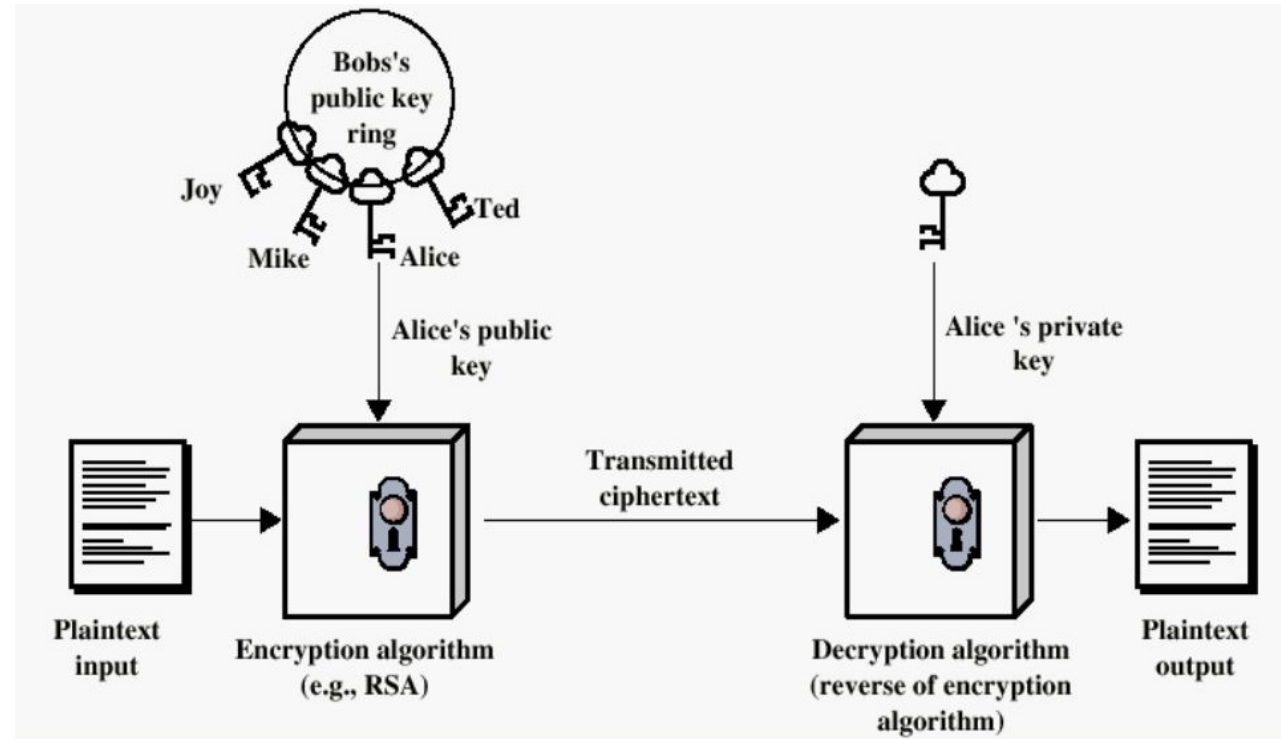 Bobs's
public key
ring
Joy
Ted
Mike
Alice
Alice's public
key
Alice 's private
key
Transmitted
ciphertext
Plaintext
input
Encryption algorithm
(e.g., RSA)
Decryption algorithm
(reverse of encryption
algorithm)
Plaintext
output